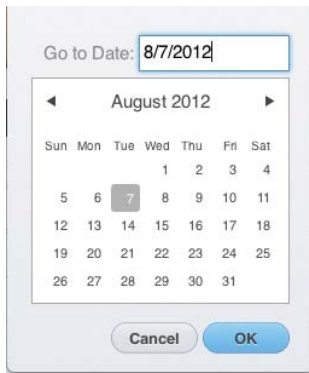 Go to Date: 8/7/2012
August 2012
Sun Mon Tue Wed Thu Fri Sat
1 2 3 4
5 6 7 8 9 10 11
12 13 14 15 16 17 18
19 20 21 22 23 24 25
26 27 28 29 30 31
Cancel OK